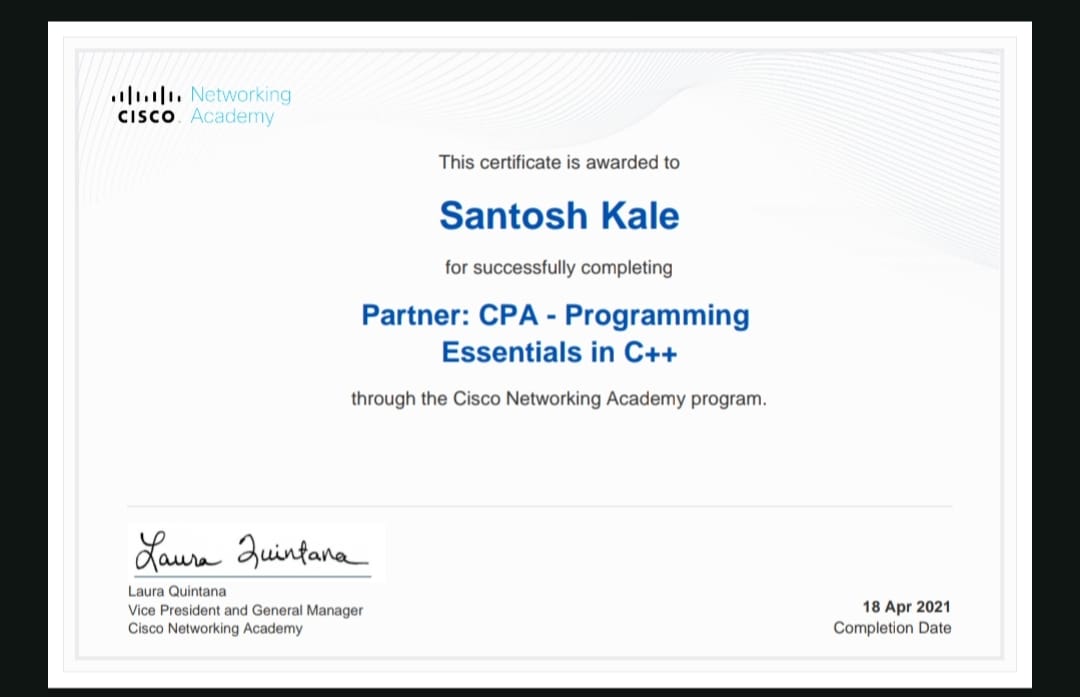 Networking
CISCO. Academy
This certificate is awarded to
Santosh Kale
for successfully completing
Partner: CPA - Programming
Essentials in C++
through the Cisco Networking Academy program.
Laura Quintana
Laura Quintana
Vice President and General Manager
Cisco Networking Academy
18 Apr 2021
Completion Date